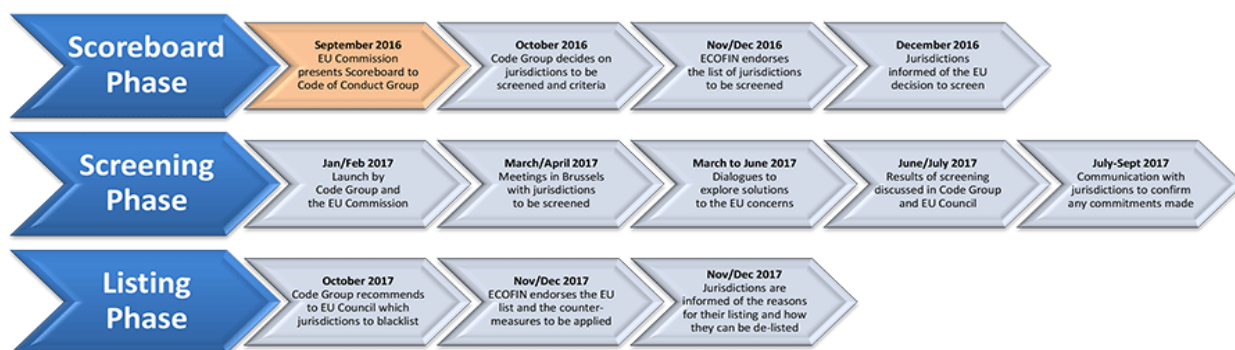 Scoreboard
Phase
September 2016
EU Commission
presents Scoreboard to
Code of Conduct Group
October 2016
Code Group decides on
jurisdictions to be
screened and criteria
Nov/Dec 2016
ECOFIN endorses
the list of jurisdictions
to be screened
December 2016
Jurisdictions
informed of the EU
decision to screen
Screening
Phase
Jan/Feb 2017
Launch by
Code Group and
the EU Commission
March/April 2017
Meetings in Brussels
with jurisdictions
to be screened
March to June 2017
Dialogues to
explore solutions
to the EU concerns
June/July 2017
Results of screening
discussed in Code Group
and EU Council
July-Sept 2017
Communication with
jurisdictions to confirm
any commitments made
Listing
Phase
October 2017
Code Group recommends
to EU Council which
jurisdictions to blacklist
Nov/Dec 2017
ECOFIN endorses the EU
list and the counter-
measures to be applied
Nov/Dec 2017
Jurisdictions are
informed of the reasons
for their listing and how
they can be de-listed